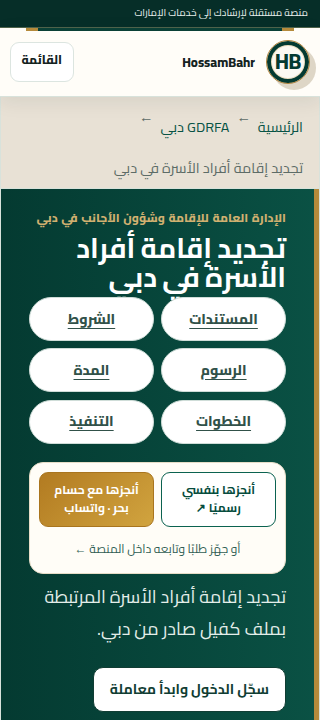 منصة مستقلة لإرشادك إلى خدمات الإمارات
HB
HossamBahr
القائمة
الرئيسية ← GDRFA دبي ←
تجديد إقامة أفراد الأسرة في دبي
الإدارة العامة للإقامة وشؤون الأجانب في دبي
تجديد إقامة أفراد
الأسرة في دبي
المستندات
الشروط
الرسوم
المدة
الخطوات
التنفيذ
أنجزها بنفسي
رسميًا ↗
أنجزها مع حسام
بحر · واتساب
أو جهّز طلبًا وتابعه داخل المنصة ←
تجديد إقامة أفراد الأسرة المرتبطة
بملف كفيل صادر من دبي.
سجّل الدخول وابدأ معاملة